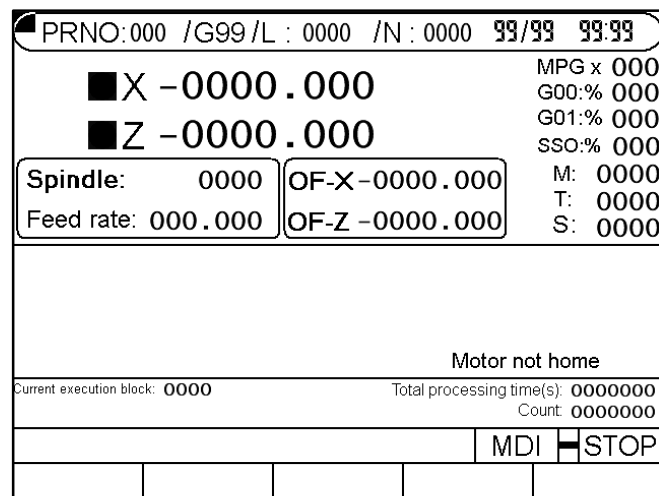 PRNO:000 /G99/L : 0000 /N : 0000 99/99 99:99
X -0000.000
Z -0000.000
MPG x 000
G00:% 000
G01:% 000
SSO:% 000
M: 0000
T: 0000
S: 0000
Spindle: 0000
Feed rate: 000.000
OF-X-0000.000
OF-Z-0000.000
Motor not home
Current execution block: 0000
Total processing time(s): 0000000
Count: 0000000
MDI
STOP